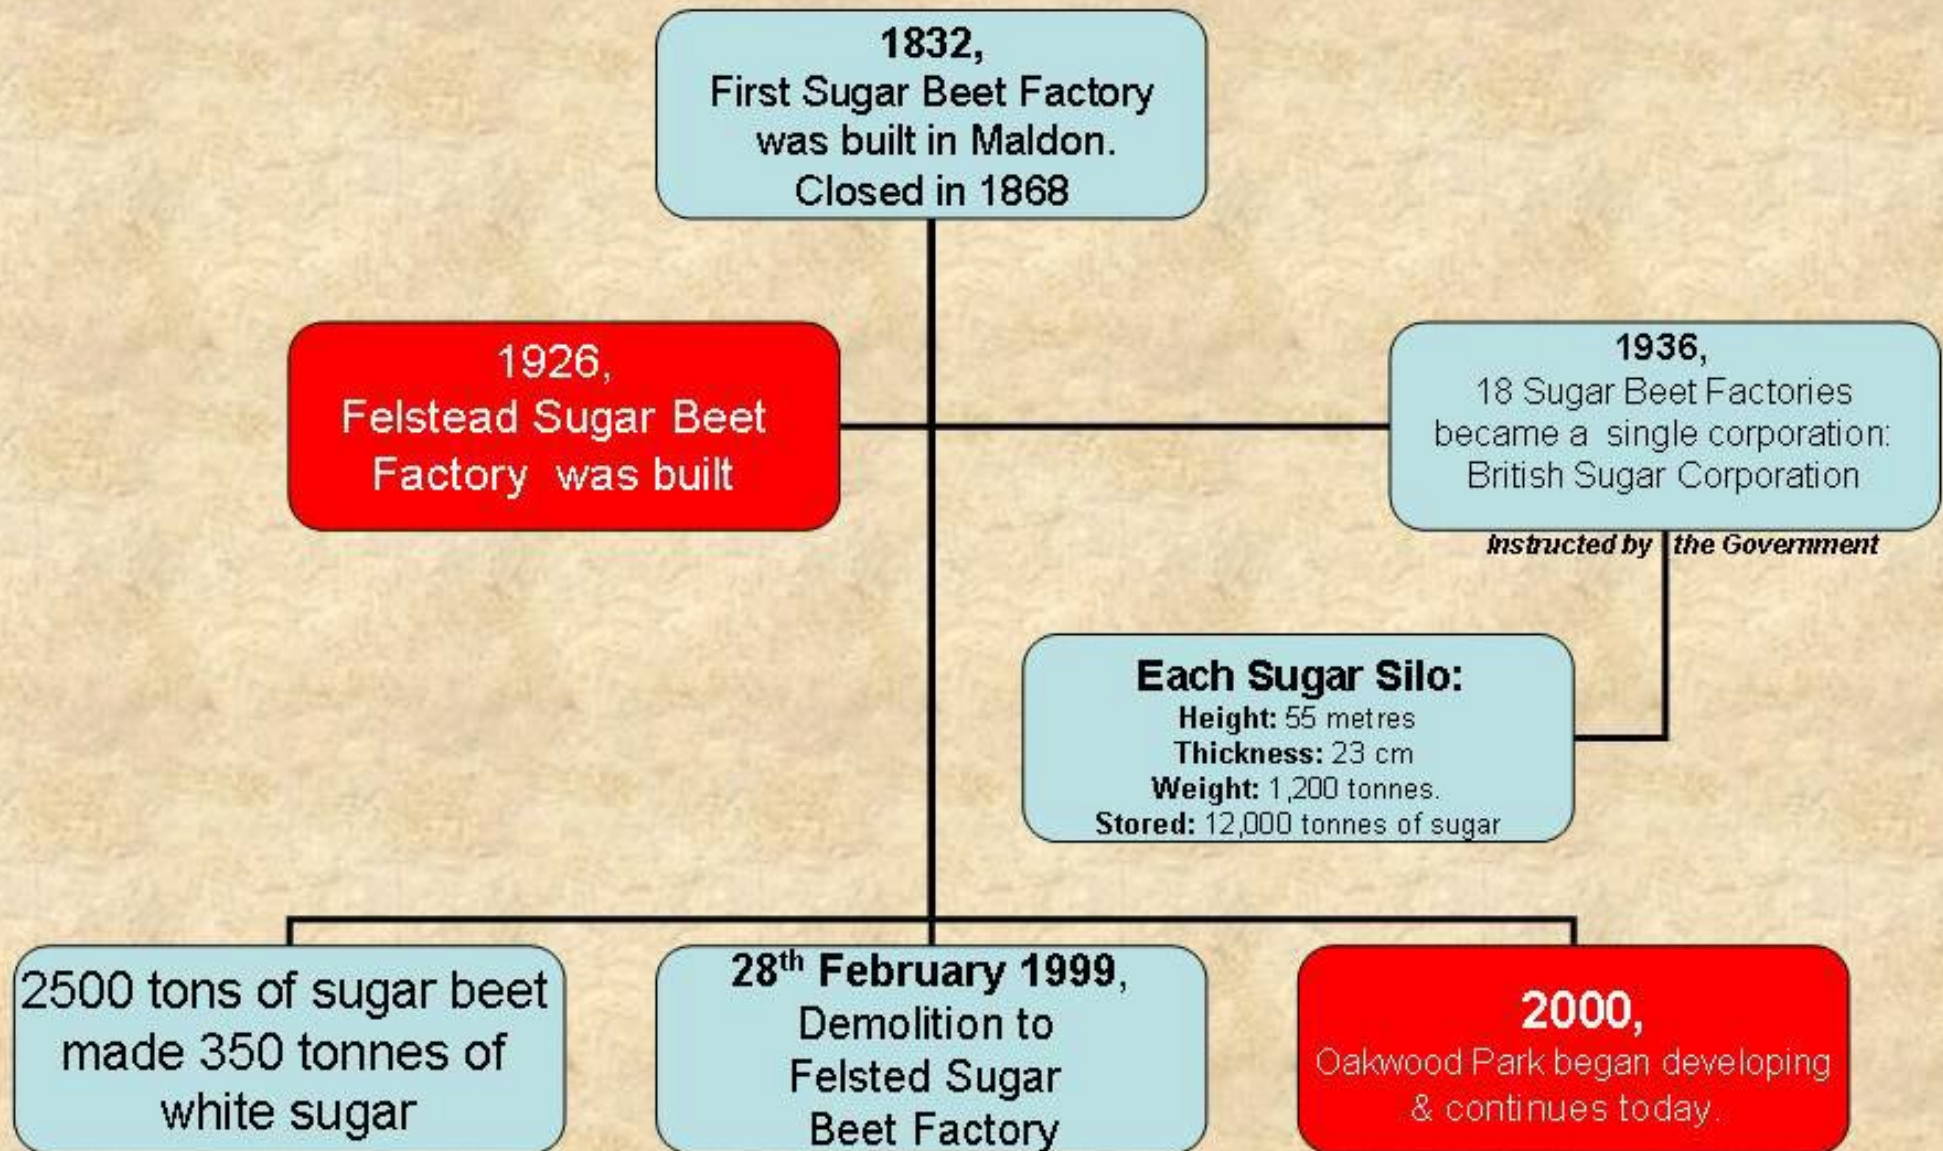 1832,
First Sugar Beet Factory
was built in Maldon.
Closed in 1868
1926,
Felstead Sugar Beet
Factory was built
1936,
18 Sugar Beet Factories
became a single corporation:
British Sugar Corporation
Instructed by the Government
Each Sugar Silo:
Height: 55 metres
Thickness: 23 cm
Weight: 1,200 tonnes.
Stored: 12,000 tonnes of sugar
2500 tons of sugar beet
made 350 tonnes of
white sugar
28th February 1999,
Demolition to
Felsted Sugar
Beet Factory
2000,
Oakwood Park began developing
& continues today.